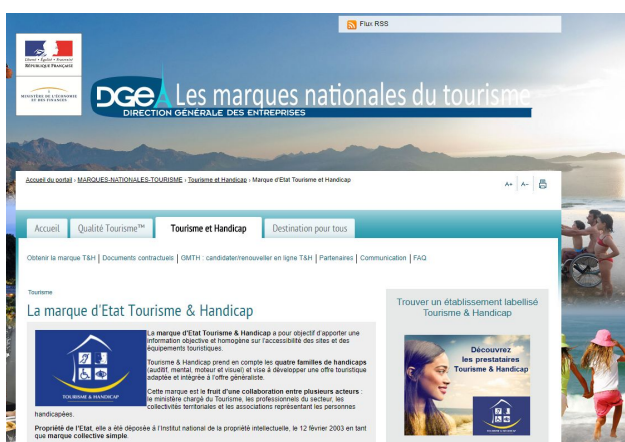 Flux RSS
Liberté • Égalité • Fraternité
RÉPUBLIQUE FRANÇAISE
MINISTÈRE DE L'ÉCONOMIE
ET DES FINANCES
DGE Les marques nationales du tourisme
DIRECTION GÉNÉRALE DES ENTREPRISES
Accueil du portail › MARQUES-NATIONALES-TOURISME › Tourisme et Handicap › Marque d'Etat Tourisme et Handicap
A+ A-
Accueil Qualité Tourisme™ Tourisme et Handicap Destination pour tous
Obtenir la marque T&H | Documents contractuels | GMTH : candidater/renouveller en ligne T&H | Partenaires | Communication | FAQ
Tourisme
La marque d'Etat Tourisme & Handicap
La marque d'Etat Tourisme & Handicap a pour objectif d'apporter une
information objective et homogène sur l'accessibilité des sites et des
équipements touristiques.
Tourisme & Handicap prend en compte les quatre familles de handicaps
(auditif, mental, moteur et visuel) et vise à développer une offre touristique
adaptée et intégrée à l'offre généraliste.
Cette marque est le fruit d'une collaboration entre plusieurs acteurs :
le ministère chargé du Tourisme, les professionnels du secteur, les
collectivités territoriales et les associations représentant les personnes
handicapées.
TOURISME & HANDICAP
Propriété de l'Etat, elle a été déposée à l'Institut national de la propriété intellectuelle, le 12 février 2003 en tant
que marque collective simple.
Trouver un établissement labellisé
Tourisme & Handicap
Découvrez
les prestataires
Tourisme & Handicap